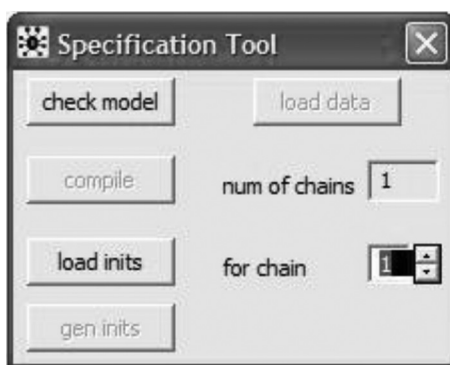 Specification Tool
check model load data
compile num of chains 1
load inits for chain 1
gen inits